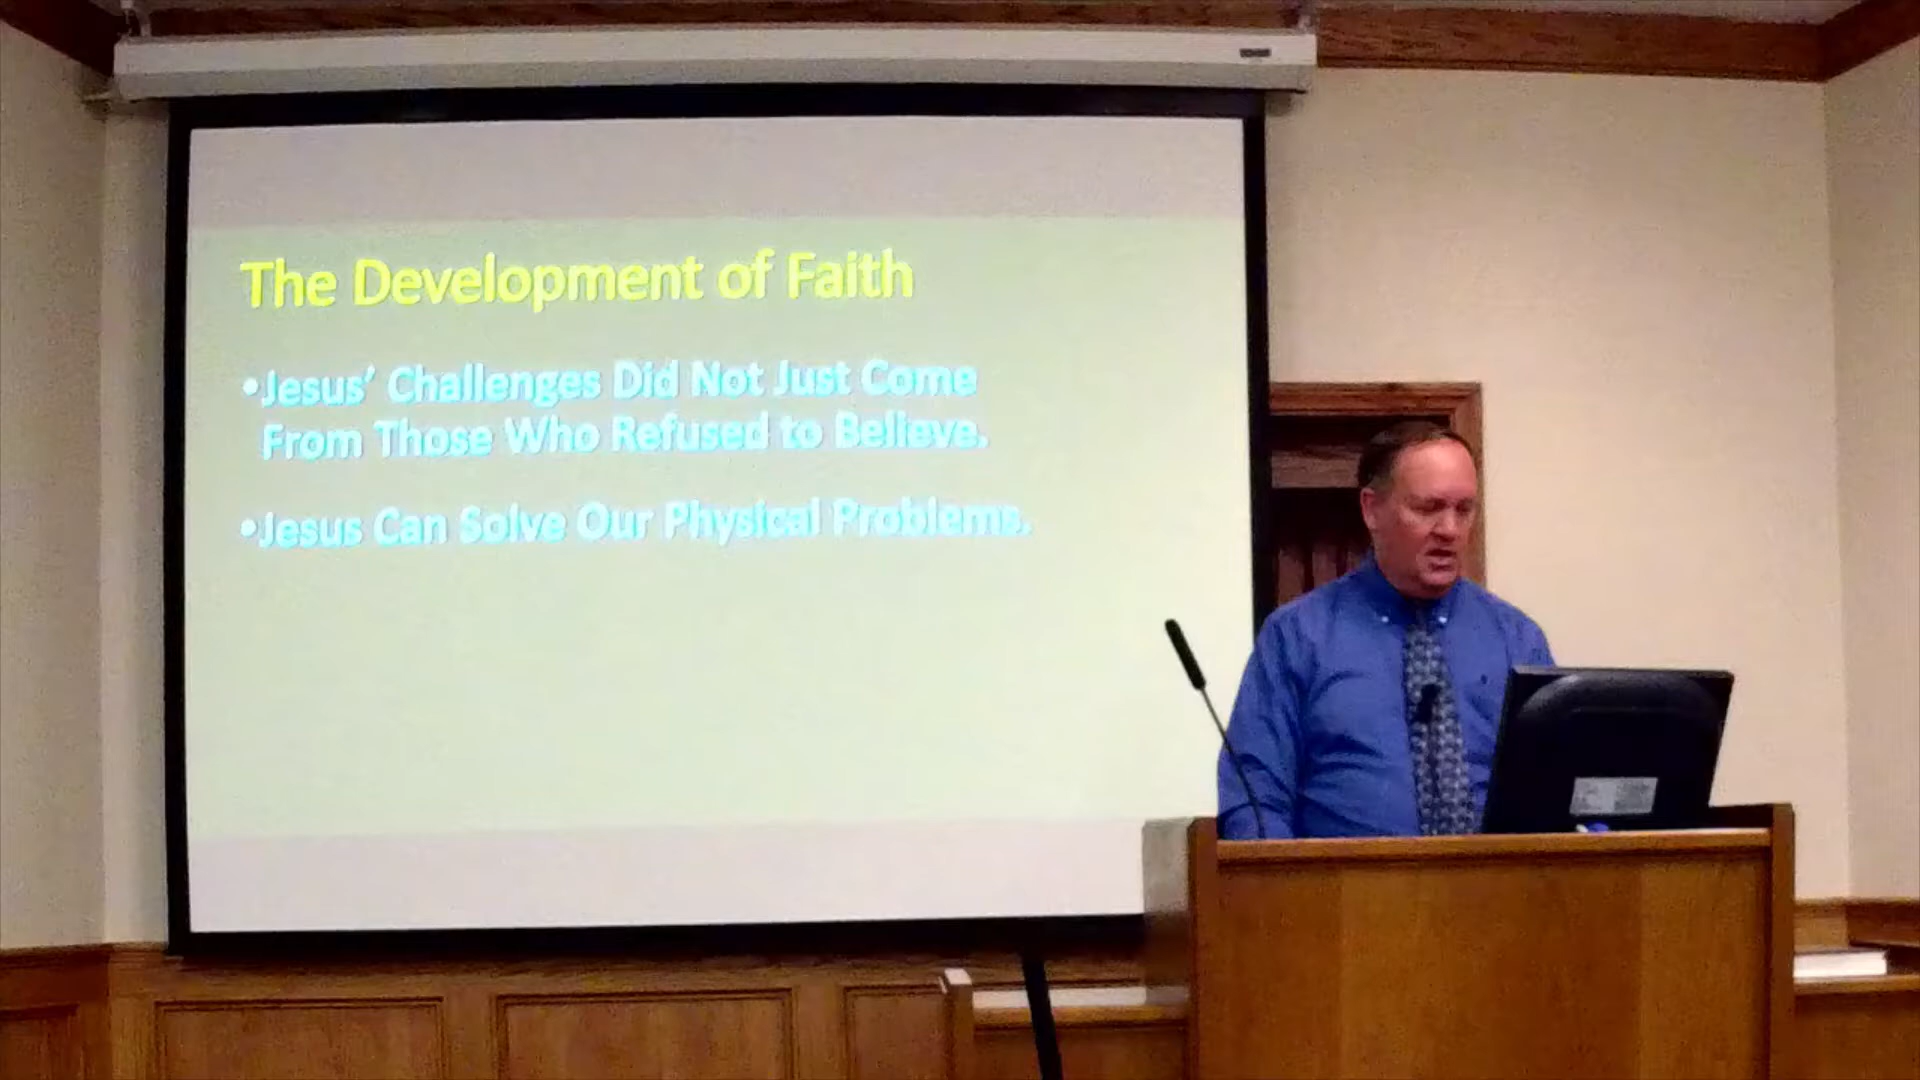 The Development of Faith
•Jesus' Challenges Did Not Just Come
From Those Who Refused to Believe.
•Jesus Can Solve Our Physical Problems.